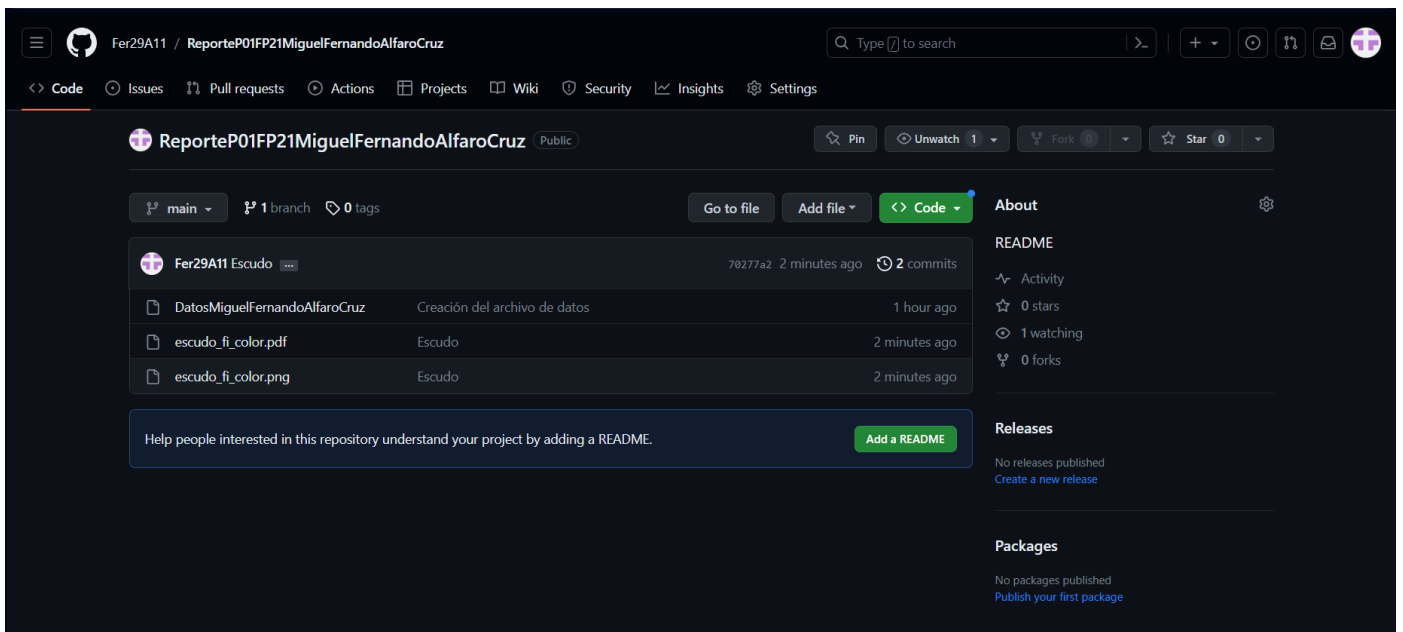 Fer29A11 / ReporteP01FP21MiguelFernandoAlfaroCruz
Type / to search
Code Issues Pull requests Actions Projects Wiki Security Insights Settings
ReporteP01FP21MiguelFernandoAlfaroCruz Public
Pin Unwatch 1 Fork 0 Star 0
main 1 branch 0 tags Go to file Add file Code
Fer29A11 Escudo ... 70277a2 2 minutes ago 2 commits
DatosMiguelFernandoAlfaroCruz Creación del archivo de datos 1 hour ago
escudo_fi_color.pdf Escudo 2 minutes ago
escudo_fi_color.png Escudo 2 minutes ago
Help people interested in this repository understand your project by adding a README. Add a README
About
README
Activity
0 stars
1 watching
0 forks
Releases
No releases published
Create a new release
Packages
No packages published
Publish your first package